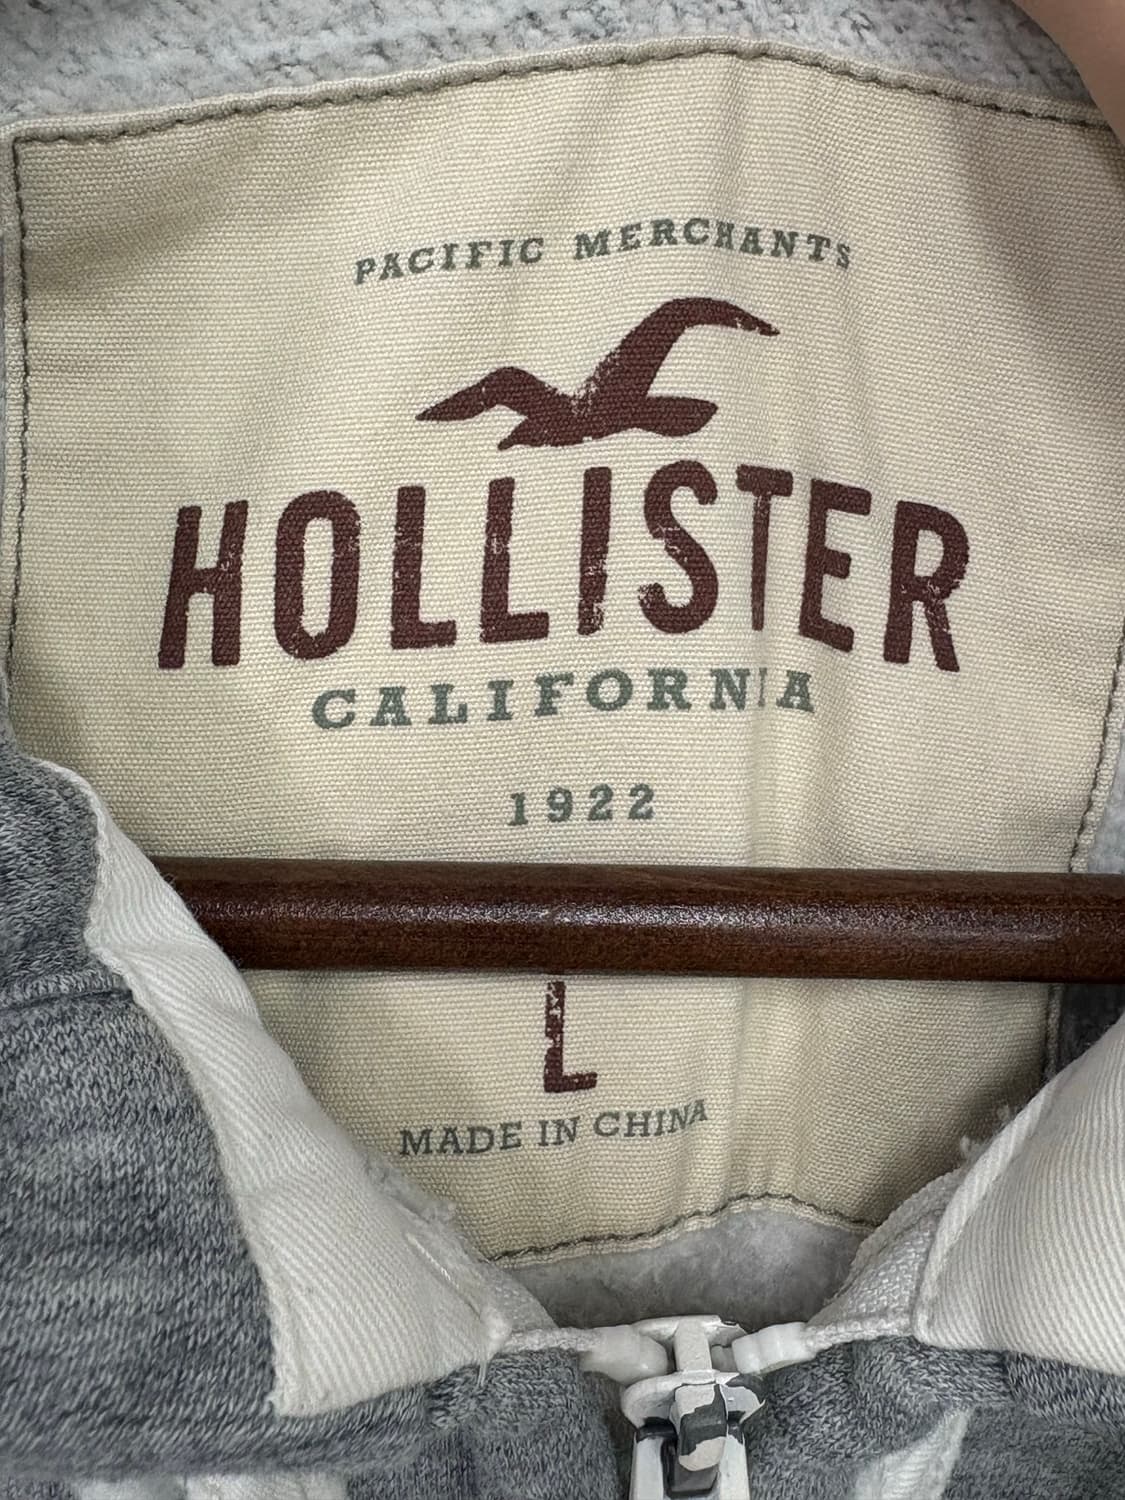 PACIFIC MERCHANTS
HOLLISTER
CALIFORNIA
1922
L
MADE IN CHINA